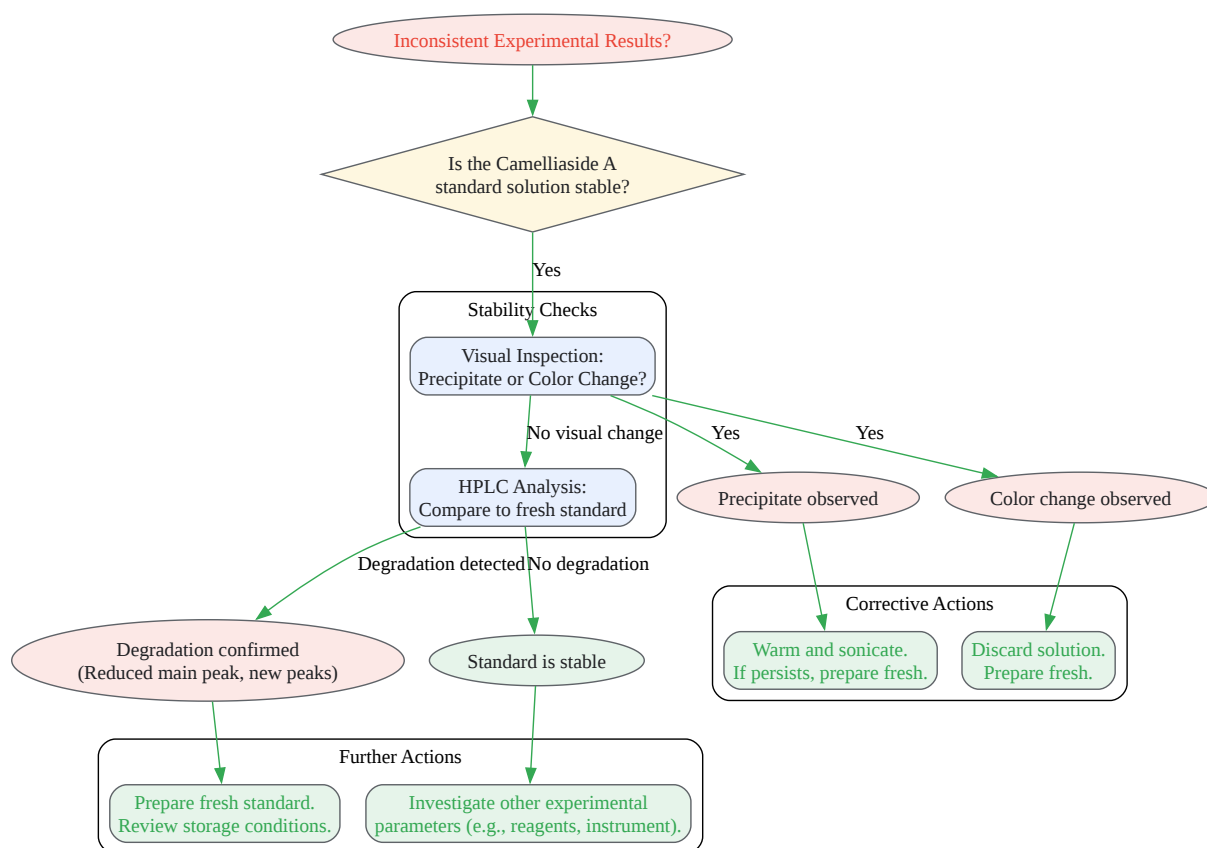 Inconsistent Experimental Results?
Is the Camelliaside A
standard solution stable?
Yes
Stability Checks
Visual Inspection:
Precipitate or Color Change?
No visual change
Yes
Yes
HPLC Analysis:
Compare to fresh standard
Precipitate observed
Color change observed
Degradation detected
No degradation
Corrective Actions
Warm and sonicate.
If persists, prepare fresh.
Discard solution.
Prepare fresh.
Degradation confirmed
(Reduced main peak, new peaks)
Standard is stable
Further Actions
Prepare fresh standard.
Review storage conditions.
Investigate other experimental
parameters (e.g., reagents, instrument).